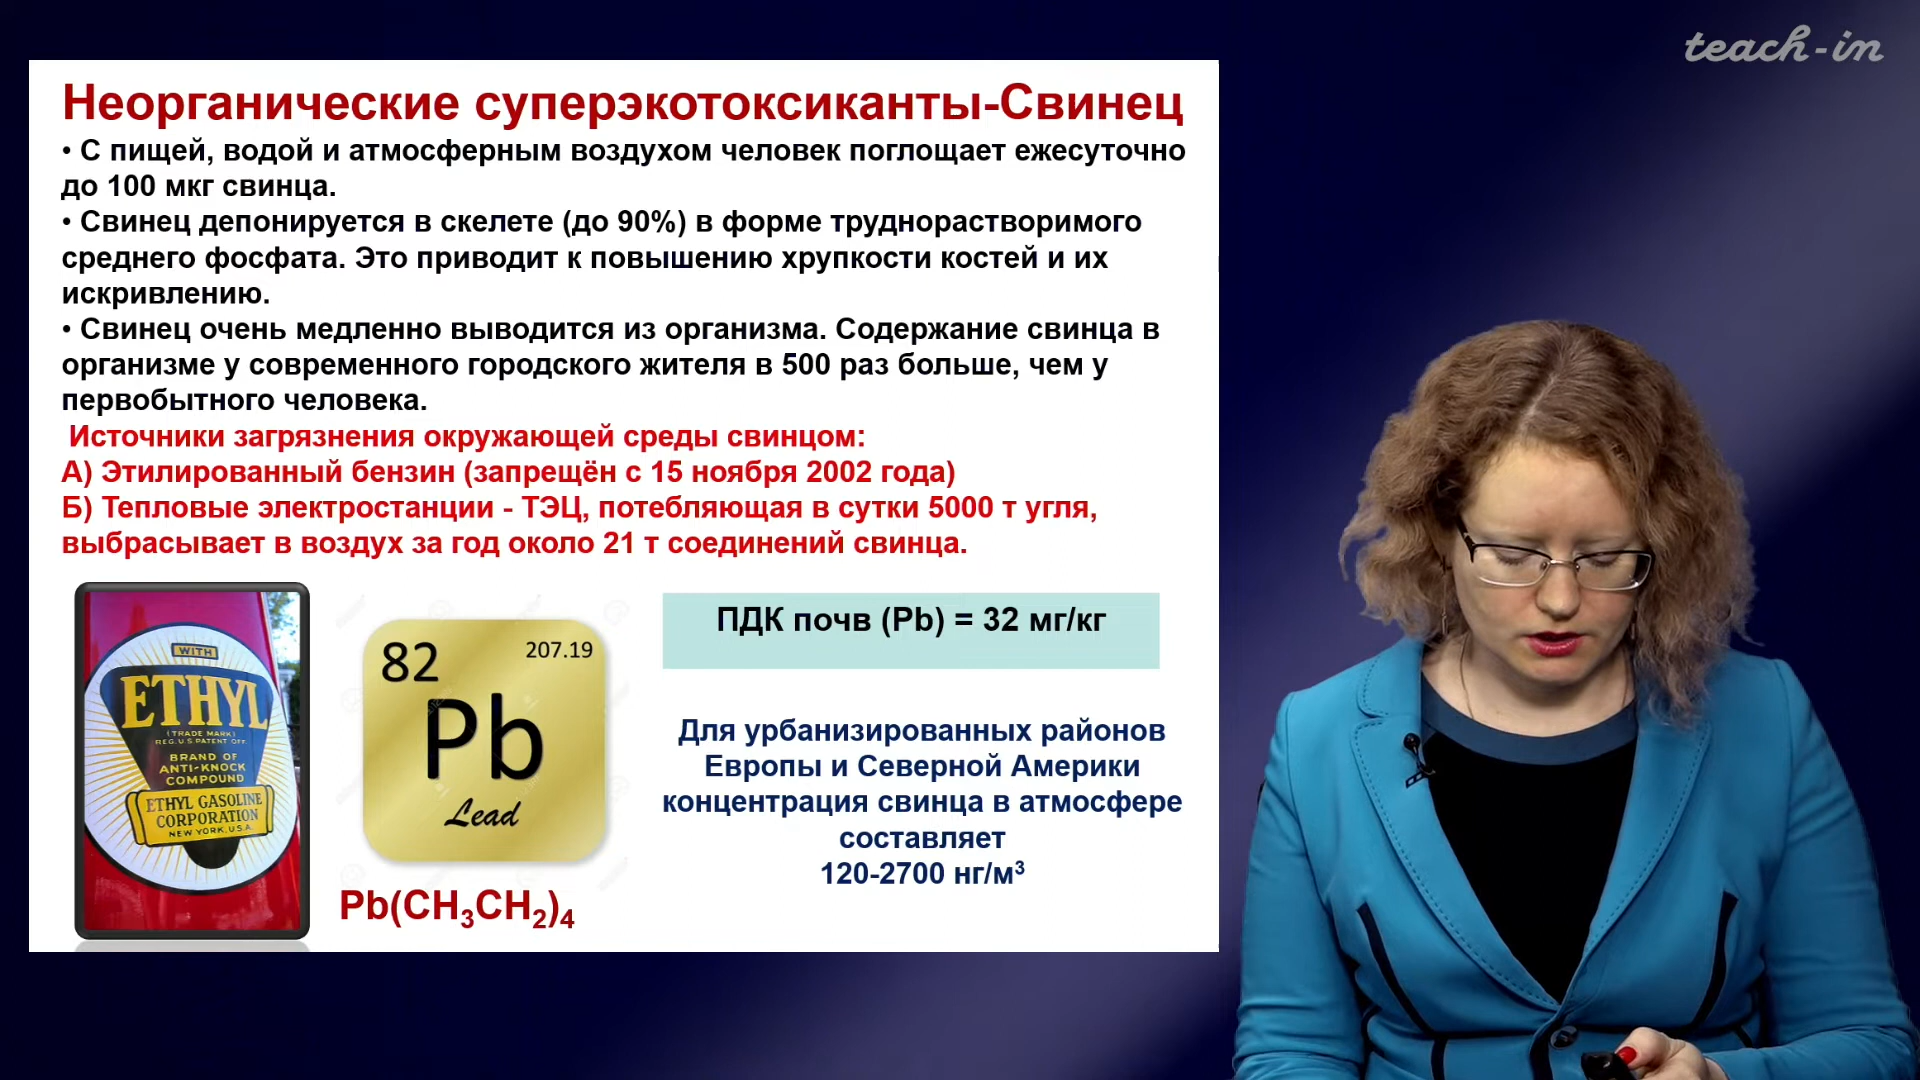 teach-in
Неорганические суперэкотоксиканты-Свинец
• С пищей, водой и атмосферным воздухом человек поглощает ежесуточно
до 100 мкг свинца.
• Свинец депонируется в скелете (до 90%) в форме труднорастворимого
среднего фосфата. Это приводит к повышению хрупкости костей и их
искривлению.
• Свинец очень медленно выводится из организма. Содержание свинца в
организме у современного городского жителя в 500 раз больше, чем у
первобытного человека.
Источники загрязнения окружающей среды свинцом:
А) Этилированный бензин (запрещён с 15 ноября 2002 года)
Б) Тепловые электростанции - ТЭЦ, потебляющая в сутки 5000 т угля,
выбрасывает в воздух за год около 21 т соединений свинца.
WITH
ETHYL
(TRADE MARK)
REG. U.S. PATENT OFF.
BRAND OF
ANTI-KNOCK
COMPOUND
ETHYL GASOLINE
CORPORATION
NEW YORK, U.S.A.
82
207.19
Pb
Lead
Pb(CH₃CH₂)₄
ПДК почв (Pb) = 32 мг/кг
Для урбанизированных районов
Европы и Северной Америки
концентрация свинца в атмосфере
составляет
120-2700 нг/м³